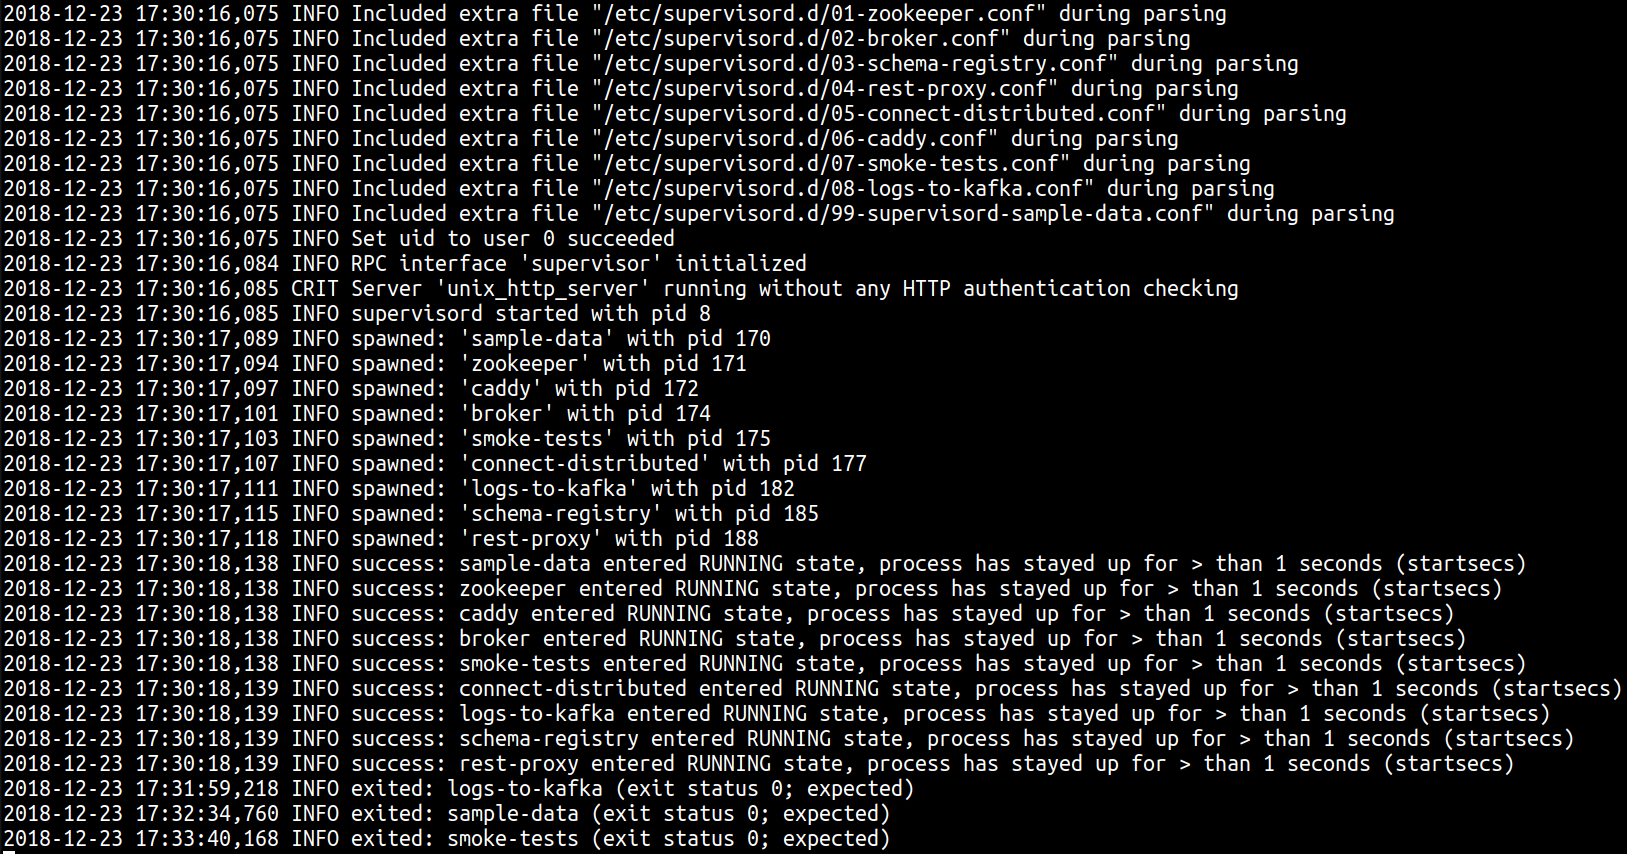 2018-12-23 17:30:16,075 INFO Included extra file "/etc/supervisord.d/01-zookeeper.conf" during parsing
2018-12-23 17:30:16,075 INFO Included extra file "/etc/supervisord.d/02-broker.conf" during parsing
2018-12-23 17:30:16,075 INFO Included extra file "/etc/supervisord.d/03-schema-registry.conf" during parsing
2018-12-23 17:30:16,075 INFO Included extra file "/etc/supervisord.d/04-rest-proxy.conf" during parsing
2018-12-23 17:30:16,075 INFO Included extra file "/etc/supervisord.d/05-connect-distributed.conf" during parsing
2018-12-23 17:30:16,075 INFO Included extra file "/etc/supervisord.d/06-caddy.conf" during parsing
2018-12-23 17:30:16,075 INFO Included extra file "/etc/supervisord.d/07-smoke-tests.conf" during parsing
2018-12-23 17:30:16,075 INFO Included extra file "/etc/supervisord.d/08-logs-to-kafka.conf" during parsing
2018-12-23 17:30:16,075 INFO Included extra file "/etc/supervisord.d/99-supervisord-sample-data.conf" during parsing
2018-12-23 17:30:16,075 INFO Set uid to user 0 succeeded
2018-12-23 17:30:16,084 INFO RPC interface 'supervisor' initialized
2018-12-23 17:30:16,085 CRIT Server 'unix_http_server' running without any HTTP authentication checking
2018-12-23 17:30:16,085 INFO supervisord started with pid 8
2018-12-23 17:30:17,089 INFO spawned: 'sample-data' with pid 170
2018-12-23 17:30:17,094 INFO spawned: 'zookeeper' with pid 171
2018-12-23 17:30:17,097 INFO spawned: 'caddy' with pid 172
2018-12-23 17:30:17,101 INFO spawned: 'broker' with pid 174
2018-12-23 17:30:17,103 INFO spawned: 'smoke-tests' with pid 175
2018-12-23 17:30:17,107 INFO spawned: 'connect-distributed' with pid 177
2018-12-23 17:30:17,111 INFO spawned: 'logs-to-kafka' with pid 182
2018-12-23 17:30:17,115 INFO spawned: 'schema-registry' with pid 185
2018-12-23 17:30:17,118 INFO spawned: 'rest-proxy' with pid 188
2018-12-23 17:30:18,138 INFO success: sample-data entered RUNNING state, process has stayed up for > than 1 seconds (startsecs)
2018-12-23 17:30:18,138 INFO success: zookeeper entered RUNNING state, process has stayed up for > than 1 seconds (startsecs)
2018-12-23 17:30:18,138 INFO success: caddy entered RUNNING state, process has stayed up for > than 1 seconds (startsecs)
2018-12-23 17:30:18,138 INFO success: broker entered RUNNING state, process has stayed up for > than 1 seconds (startsecs)
2018-12-23 17:30:18,138 INFO success: smoke-tests entered RUNNING state, process has stayed up for > than 1 seconds (startsecs)
2018-12-23 17:30:18,139 INFO success: connect-distributed entered RUNNING state, process has stayed up for > than 1 seconds (startsecs)
2018-12-23 17:30:18,139 INFO success: logs-to-kafka entered RUNNING state, process has stayed up for > than 1 seconds (startsecs)
2018-12-23 17:30:18,139 INFO success: schema-registry entered RUNNING state, process has stayed up for > than 1 seconds (startsecs)
2018-12-23 17:30:18,139 INFO success: rest-proxy entered RUNNING state, process has stayed up for > than 1 seconds (startsecs)
2018-12-23 17:31:59,218 INFO exited: logs-to-kafka (exit status 0; expected)
2018-12-23 17:32:34,760 INFO exited: sample-data (exit status 0; expected)
2018-12-23 17:33:40,168 INFO exited: smoke-tests (exit status 0; expected)